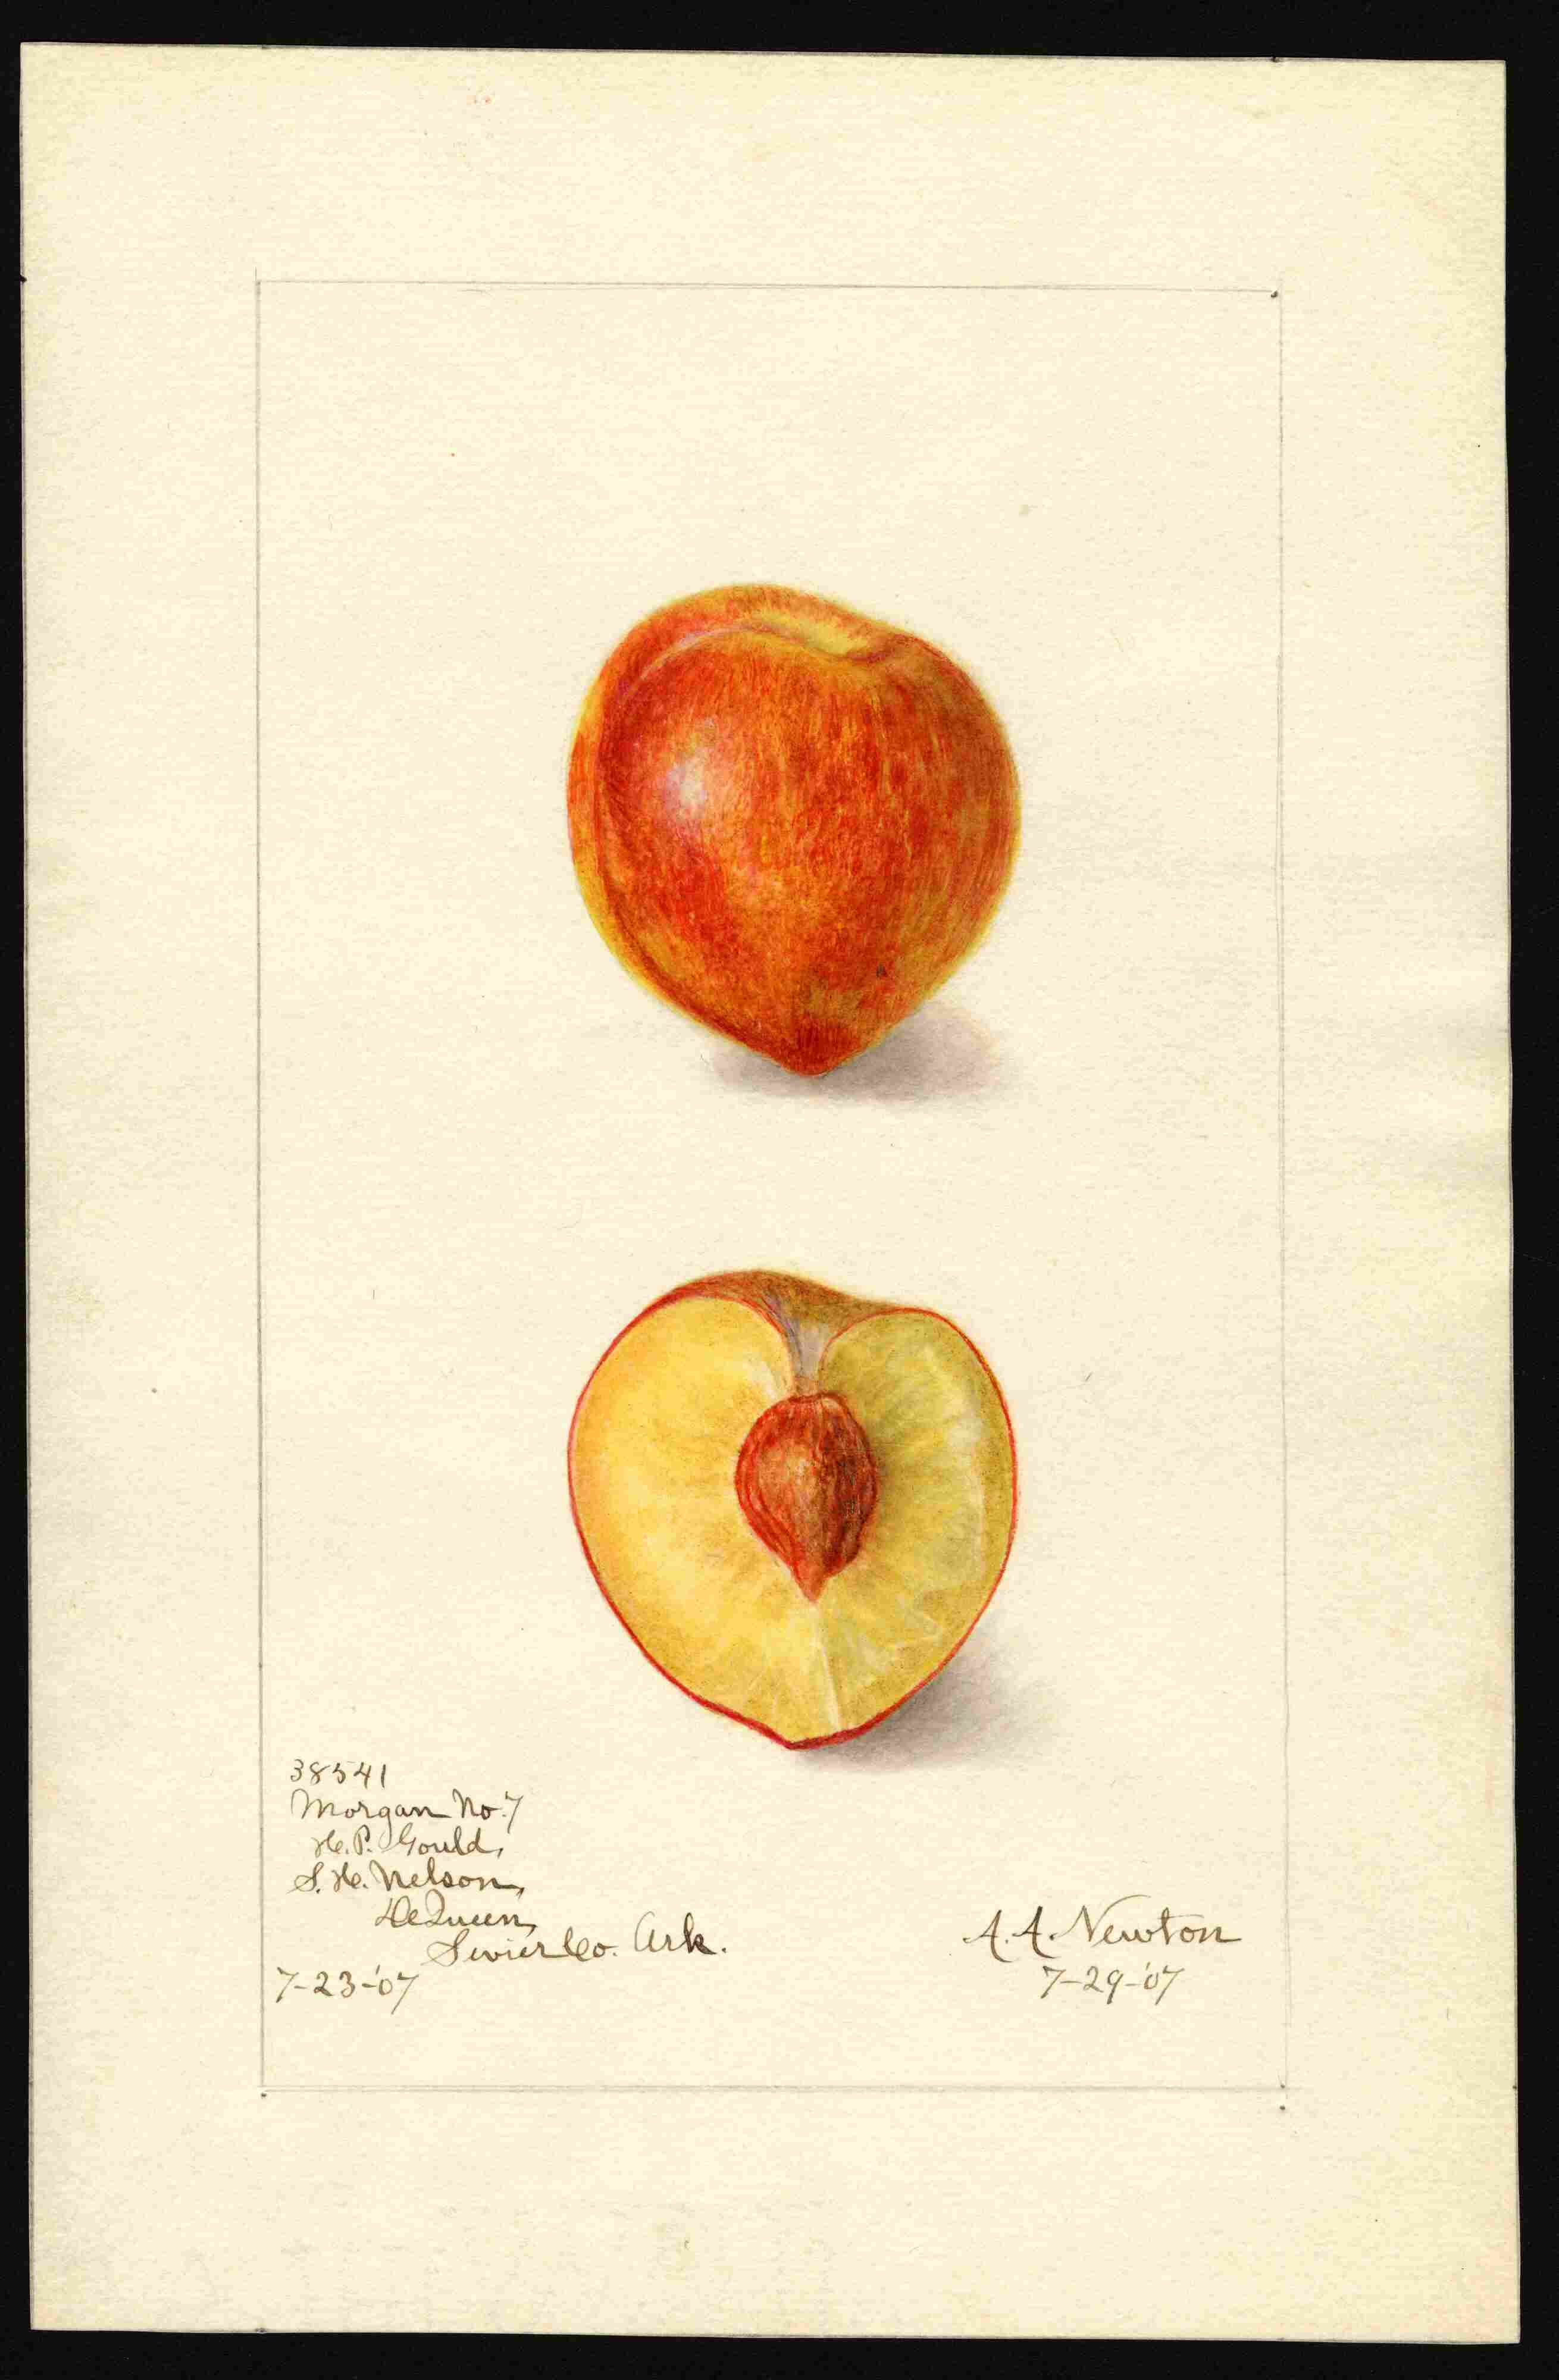 38541
Morgan No. 7
H. P. Gould,
S. H. Nelson,
DeQueen,
Sevier Co. Ark.
7-23-'07
A. A. Newton
7-29-'07